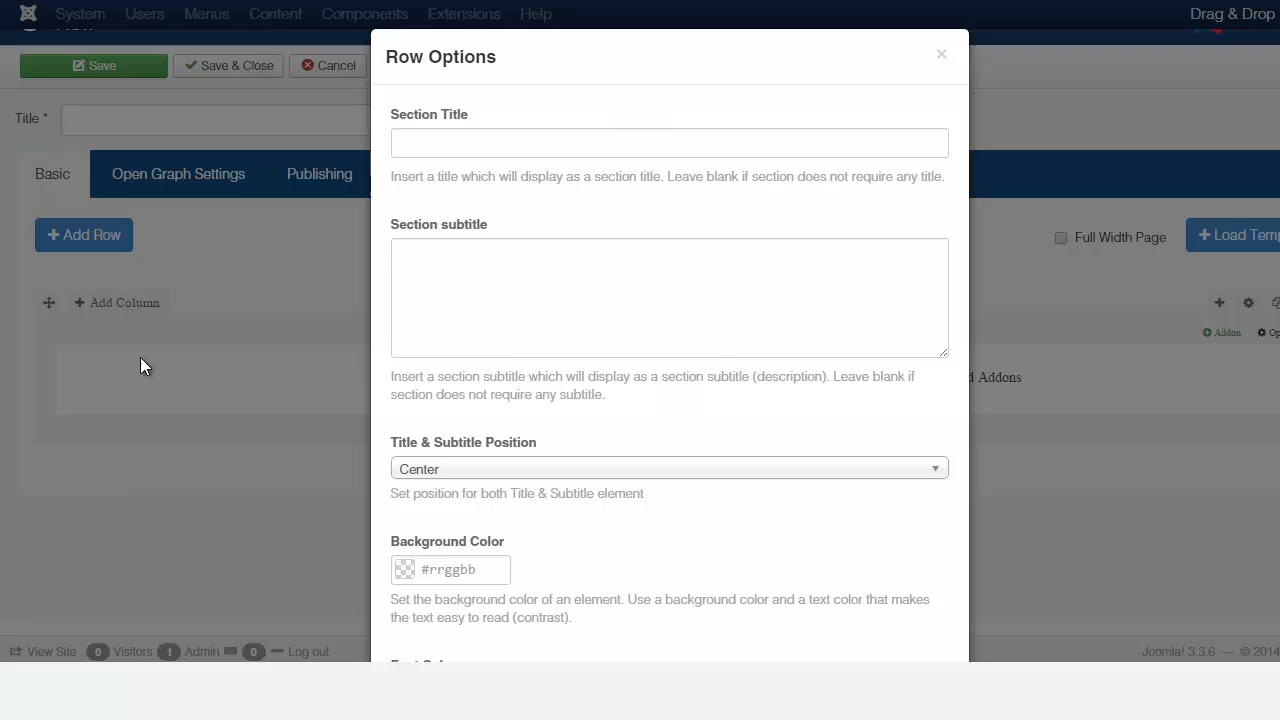 System Users Menus Content Components Extensions Help
Drag & Drop
Save
Save & Close
Cancel
Title *
Basic
Open Graph Settings
Publishing
Add Row
Full Width Page
Load
Add Column
Addon
Addons
Row Options
×
Section Title
Insert a title which will display as a section title. Leave blank if section does not require any title.
Section subtitle
Insert a section subtitle which will display as a section subtitle (description). Leave blank if
section does not require any subtitle.
Title & Subtitle Position
Center
Set position for both Title & Subtitle element
Background Color
#rrggbb
Set the background color of an element. Use a background color and a text color that makes
the text easy to read (contrast).
View Site 0 Visitors 1 Admin 0 Log out
Joomla! 3.3.6 — © 2014